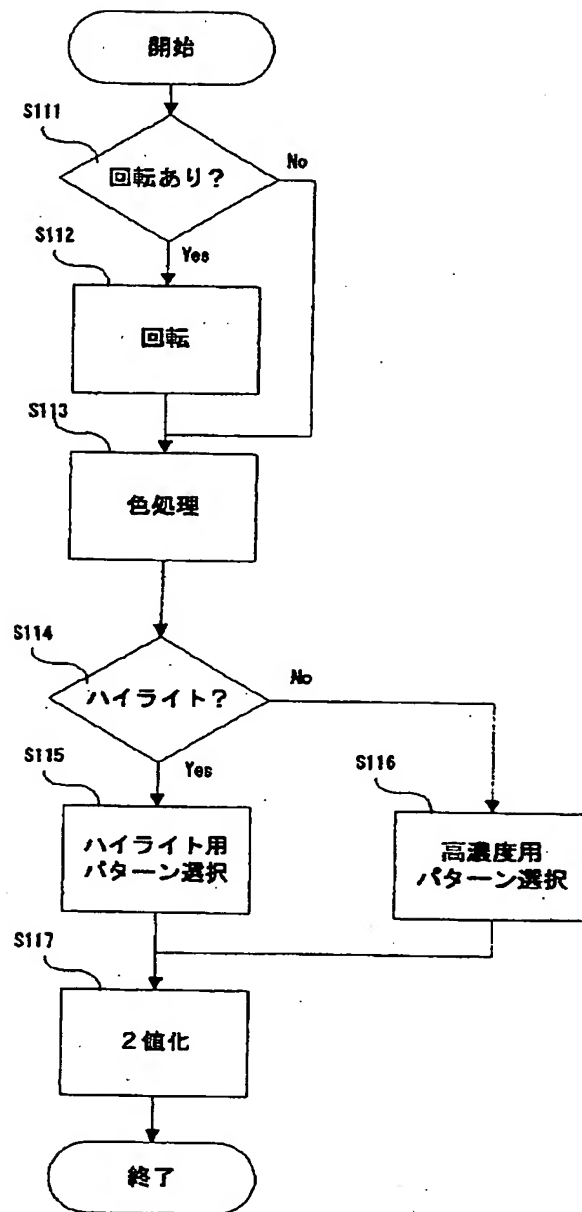 開始
S111
回転あり?
No
Yes
S112
回転
S113
色処理
S114
ハイライト?
No
Yes
S115
ハイライト用
パターン選択
S116
高濃度用
パターン選択
S117
2値化
終了